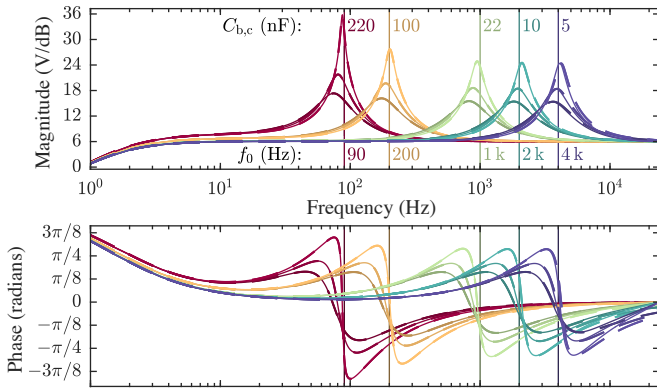 36
30
24
18
12
6
0
Magnitude (V/dB)
C_b,c (nF): 220 100 22 10 5
f_0 (Hz): 90 200 1 k 2 k 4 k
10^0 10^1 10^2 10^3 10^4
Frequency (Hz)
3π/8
π/4
π/8
0
−π/8
−π/4
−3π/8
Phase (radians)